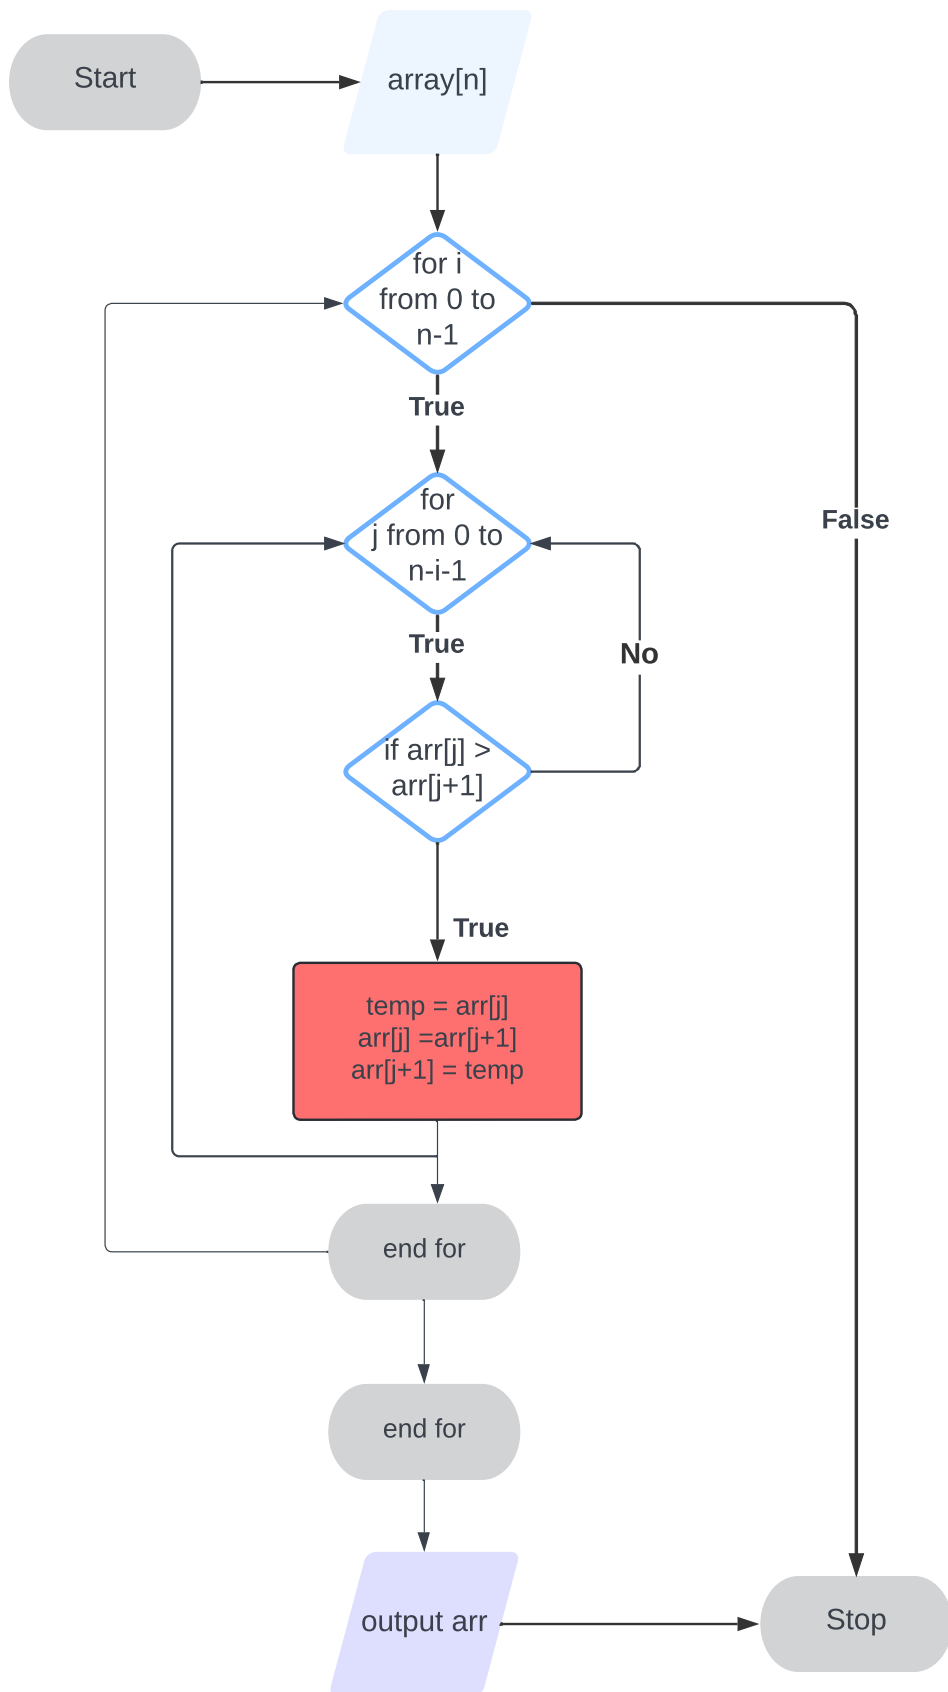 Start
array[n]
for i
from 0 to
n-1
True
for
j from 0 to
n-i-1
True
if arr[j] >
arr[j+1]
No
False
True
temp = arr[j]
arr[j] =arr[j+1]
arr[j+1] = temp
end for
end for
output arr
Stop